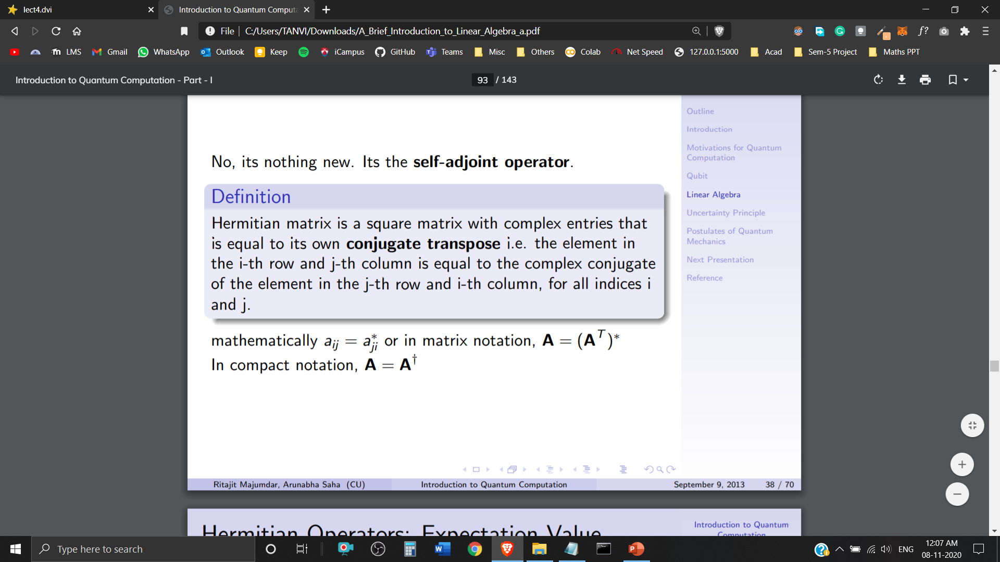 lect4.dvi
Introduction to Quantum Computa
File
C:/Users/TANVI/Downloads/A_Brief_Introduction_to_Linear_Algebra_a.pdf
LMS Gmail WhatsApp Outlook Keep iCampus GitHub Teams Misc Others Colab Net Speed 127.0.0.1:5000 Acad Sem-5 Project Maths PPT
Introduction to Quantum Computation - Part - I
93 / 143
No, its nothing new. Its the self-adjoint operator.
Definition
Hermitian matrix is a square matrix with complex entries that
is equal to its own conjugate transpose i.e. the element in
the i-th row and j-th column is equal to the complex conjugate
of the element in the j-th row and i-th column, for all indices i
and j.
mathematically a_{ij} = a^*_{ji} or in matrix notation, A = (A^T)^*
In compact notation, A = A^†
Outline
Introduction
Motivations for Quantum
Computation
Qubit
Linear Algebra
Uncertainty Principle
Postulates of Quantum
Mechanics
Next Presentation
Reference
Ritajit Majumdar, Arunabha Saha (CU)
Introduction to Quantum Computation
September 9, 2013
38 / 70
Hermitian Operators: Expectation Value
Introduction to Quantum
Computation
Type here to search
ENG
12:07 AM
08-11-2020